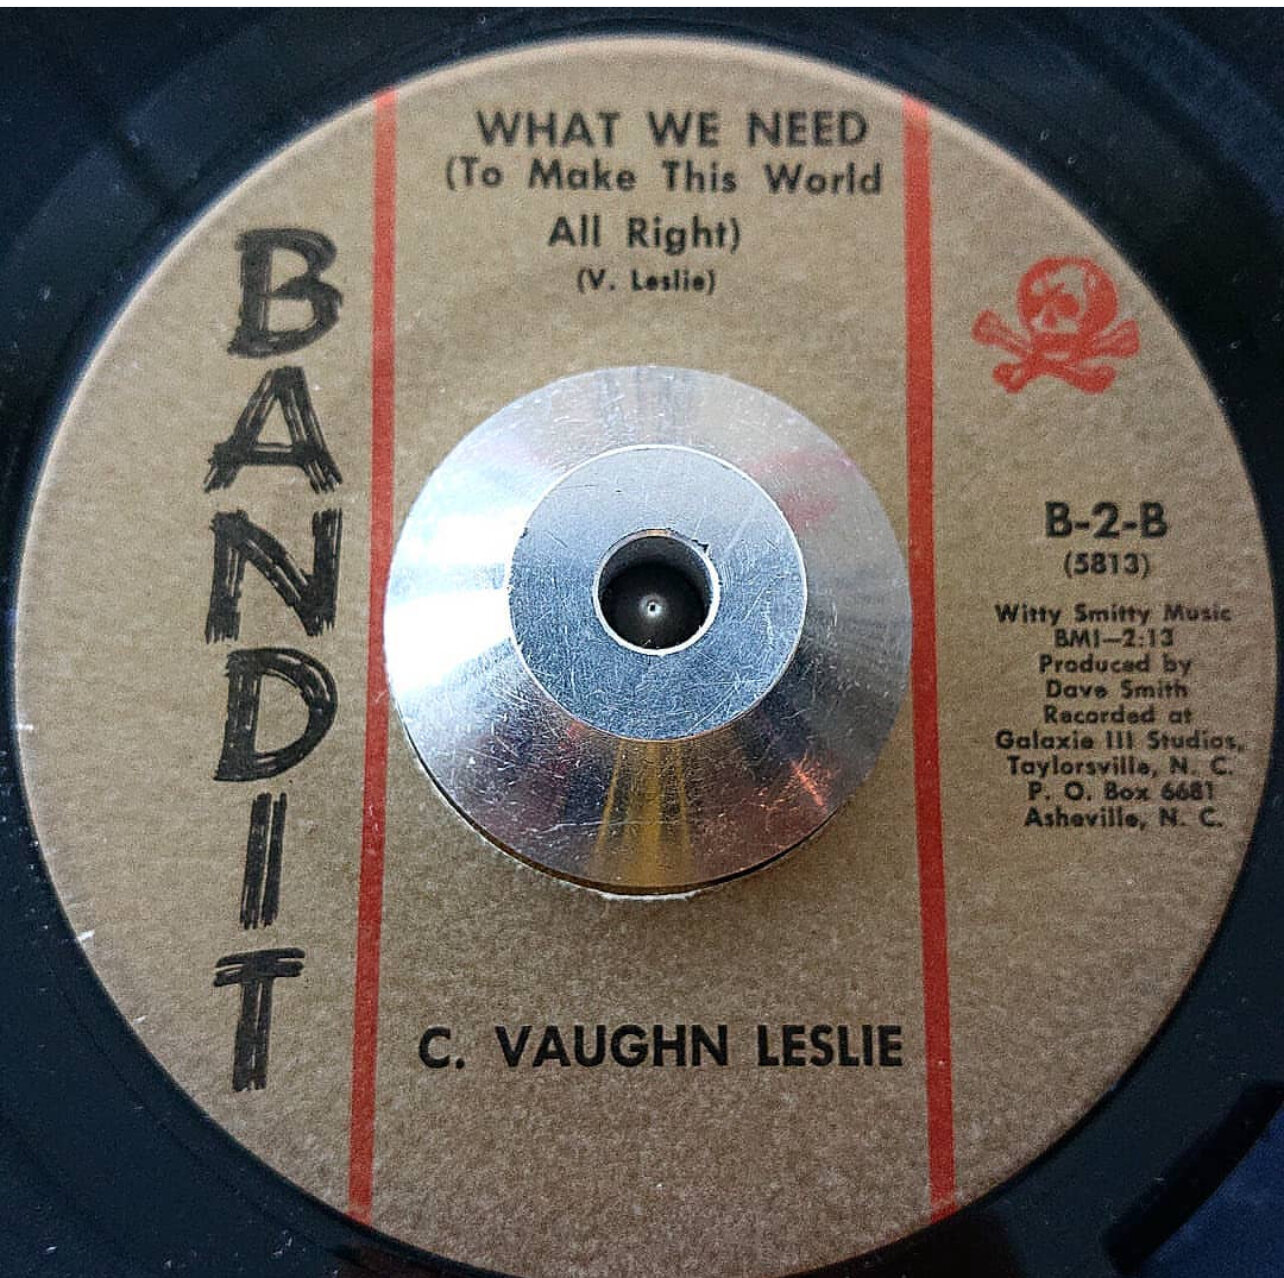 WHAT WE NEED
(To Make This World
All Right)
(V. Leslie)
BANDIT
B-2-B
(5813)
Witty Smitty Music
BMI—2:13
Produced by
Dave Smith
Recorded at
Galaxie III Studios,
Taylorsville, N. C.
P. O. Box 6681
Asheville, N. C.
C. VAUGHN LESLIE